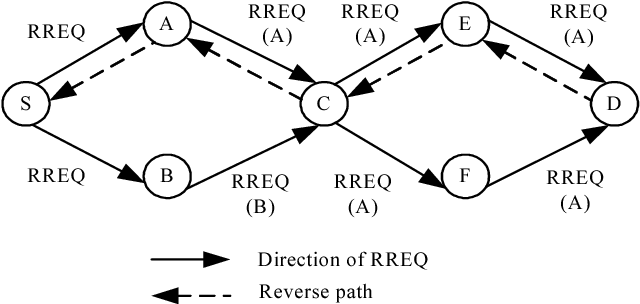 RREQ
A
RREQ
(A)
RREQ
(A)
E
RREQ
(A)
S
C
D
RREQ
B
RREQ
(B)
RREQ
(A)
F
RREQ
(A)
Direction of RREQ
Reverse path